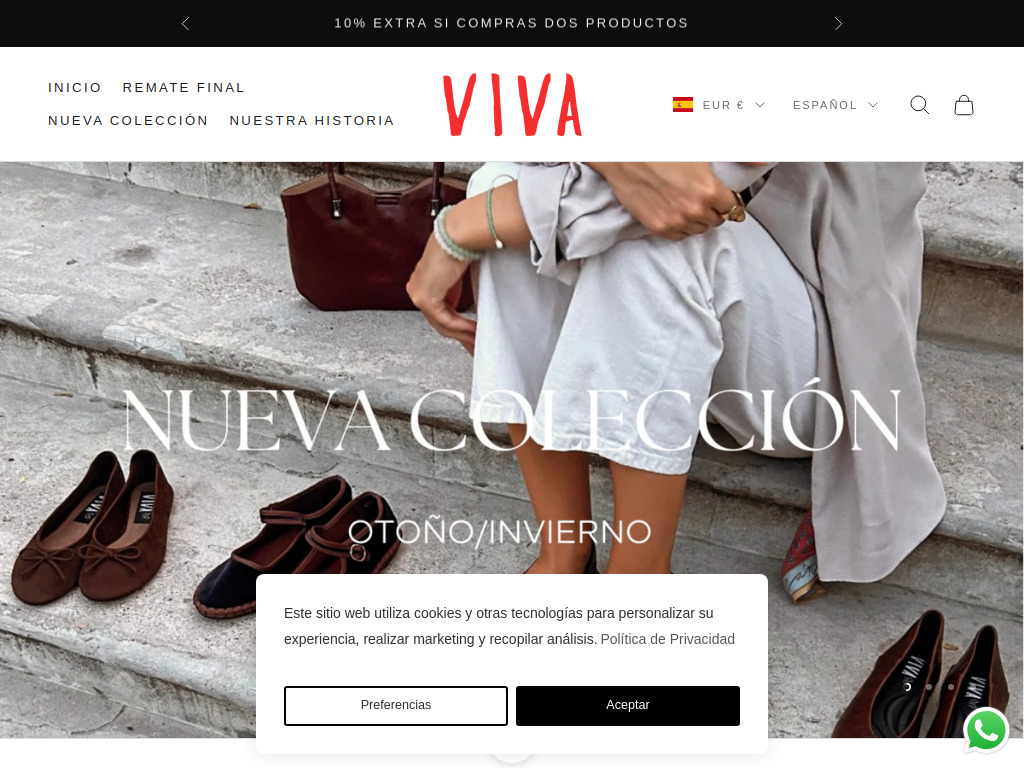 10% EXTRA SI COMPRAS DOS PRODUCTOS
INICIO REMATE FINAL
NUEVA COLECCIÓN NUESTRA HISTORIA
VIVA
EUR €
ESPAÑOL
NUEVA COLECCIÓN
OTOÑO/INVIERNO
VIVA
VIVA
VIVA
VIVA
Este sitio web utiliza cookies y otras tecnologías para personalizar su
experiencia, realizar marketing y recopilar análisis. Política de Privacidad
Preferencias
Aceptar